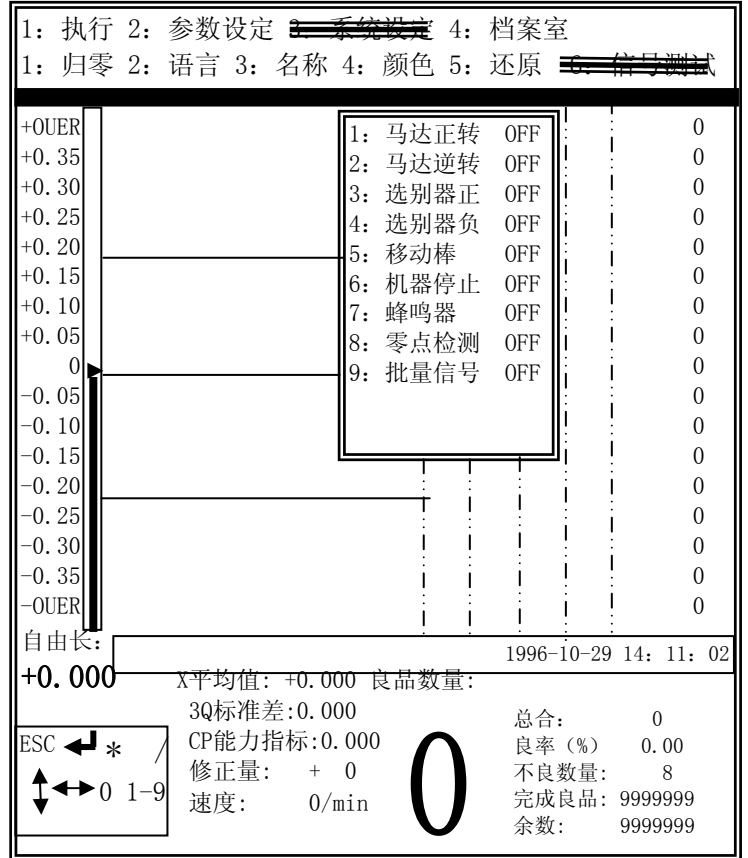 1: 执行 2: 参数设定 3: 系统设定 4: 档案室
1: 归零 2: 语言 3: 名称 4: 颜色 5: 还原 6: 信号测试
+OUER 1: 马达正转 OFF 0
+0.35 2: 马达逆转 OFF 0
+0.30 3: 选别器正 OFF 0
+0.25 4: 选别器负 OFF 0
+0.20 5: 移动棒 OFF 0
+0.15 6: 机器停止 OFF 0
+0.10 7: 蜂鸣器 OFF 0
+0.05 8: 零点检测 OFF 0
0 9: 批量信号 OFF 0
-0.05 0
-0.10 0
-0.15 0
-0.20 0
-0.25 0
-0.30 0
-0.35 0
-OUER 0
自由长:
+0.000
1996-10-29 14: 11: 02
X平均值: +0.000 良品数量:
3Q标准差:0.000
CP能力指标:0.000
修正量: + 0
速度: 0/min
0
总合: 0
良率（%） 0.00
不良数量: 8
完成良品: 9999999
余数: 9999999
ESC * /
0 1-9